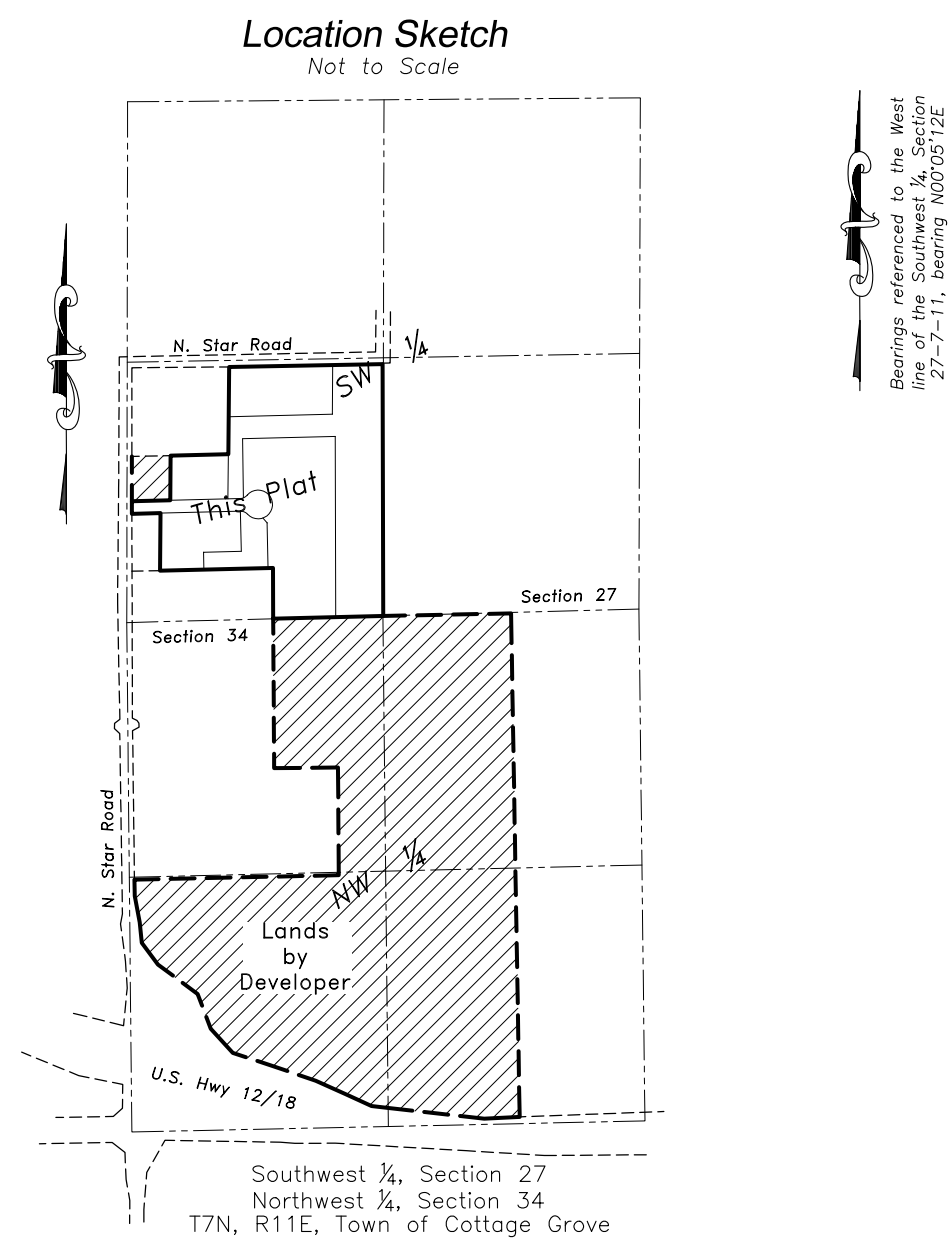 Location Sketch
Not to Scale
Bearings referenced to the West
line of the Southwest ¼, Section
27-7-11, bearing N00°05'12E
N. Star Road
SW ¼
This Plat
Section 27
Section 34
N. Star Road
NW ¼
Lands
by
Developer
U.S. Hwy 12/18
Southwest ¼, Section 27
Northwest ¼, Section 34
T7N, R11E, Town of Cottage Grove